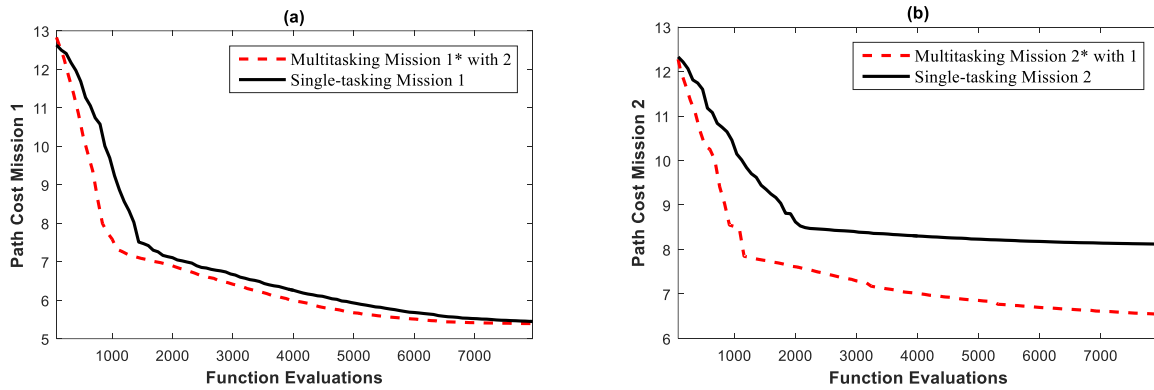 (a)
13
12
11
10
9
8
7
6
5
Path Cost Mission 1
Multitasking Mission 1* with 2
Single-tasking Mission 1
1000 2000 3000 4000 5000 6000 7000
Function Evaluations
(b)
13
12
11
10
9
8
7
6
Path Cost Mission 2
Multitasking Mission 2* with 1
Single-tasking Mission 2
1000 2000 3000 4000 5000 6000 7000
Function Evaluations